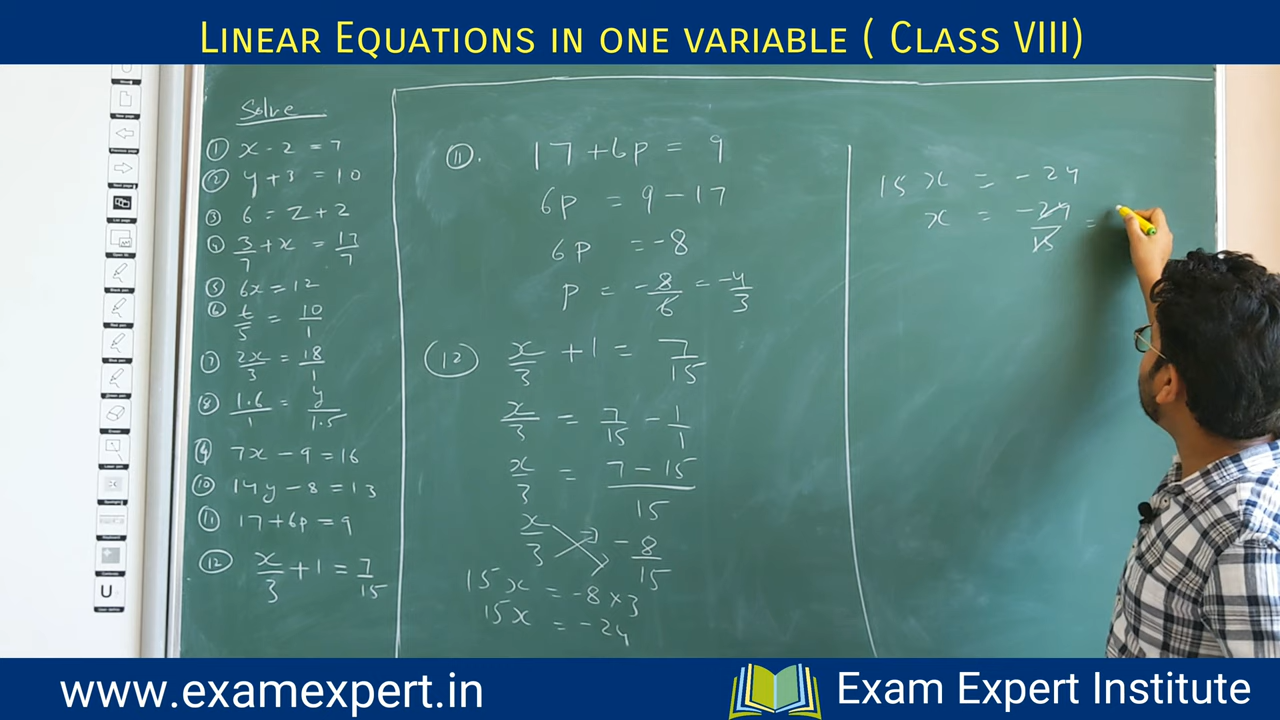 LINEAR EQUATIONS IN ONE VARIABLE ( CLASS VIII)
Solve
① x - 2 = 7
② y + 3 = 10
③ 6 = z + 2
④ 3/7 + x = 17/7
⑤ 6x = 12
⑥ t/5 = 10/1
⑦ 2x/3 = 18/1
⑧ 1.6/1 = y/1.5
⑨ 7x - 9 = 16
⑩ 14y - 8 = 13
⑪ 17 + 6p = 9
⑫ x/3 + 1 = 7/15
⑪. 17 + 6p = 9
6p = 9 - 17
6p = -8
p = -8/6 = -4/3
⑫ x/3 + 1 = 7/15
x/3 = 7/15 - 1/1
x/3 = 7 - 15/15
x/3 -8/15
15x = -8 × 3
15x = -24
15x = -24
x = -24/15 =
www.examexpert.in
Exam Expert Institute